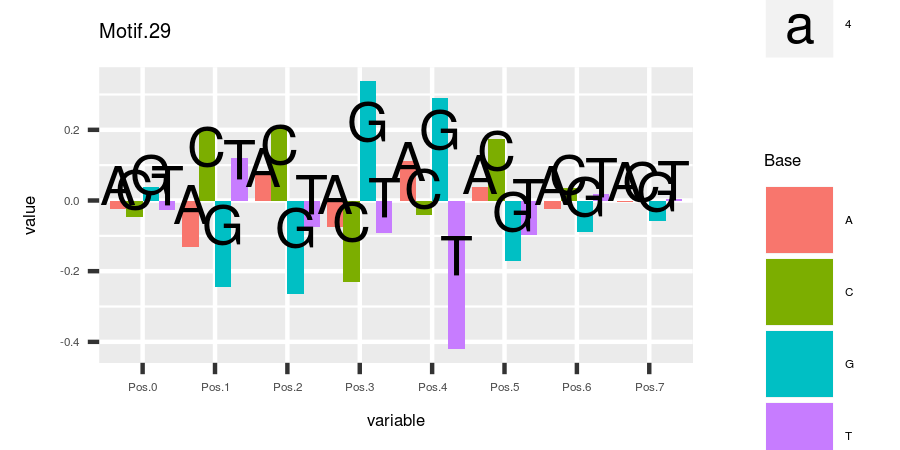 Motif.29
a 4
value
0.2
0.0
-0.2
-0.4
A C G T A C G T A C G T A C G T A C G T A C G T A C G T A C G T
Pos.0 Pos.1 Pos.2 Pos.3 Pos.4 Pos.5 Pos.6 Pos.7
variable
Base
A
C
G
T